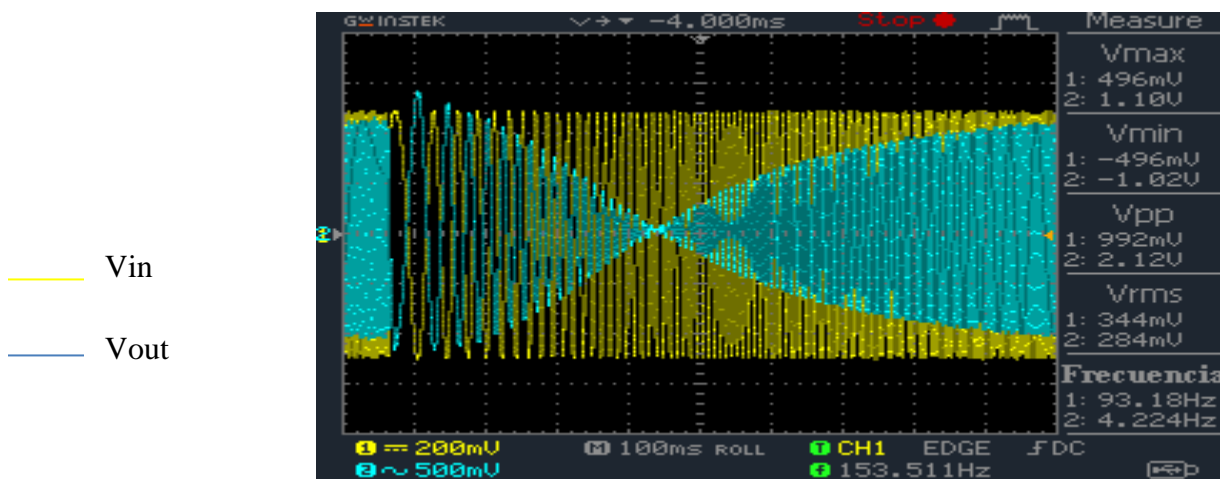 GWINSTEK -4.000ms Stop Measure
Vmax
1: 496mV
2: 1.10V
Vmin
1: -496mV
2: -1.02V
Vpp
1: 992mV
2: 2.12V
Vrms
1: 344mV
2: 284mV
Frecuencia
1: 93.18Hz
2: 4.224Hz
Vin
Vout
1 200mV M 100ms ROLL T CH1 EDGE DC
2 500mV f 153.511Hz